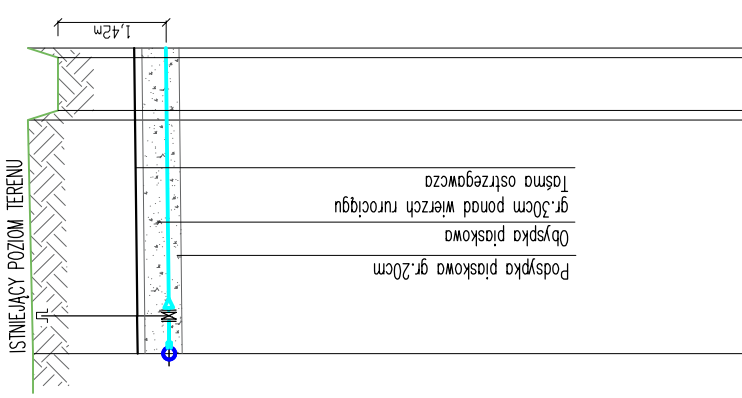 1,42m
ISTNIEJĄCY POZIOM TERENU
Podsypka piaskowa gr.20cm
Obsypka piaskowa
gr.30cm ponad wierzch rurociągu
Taśma ostrzegawcza